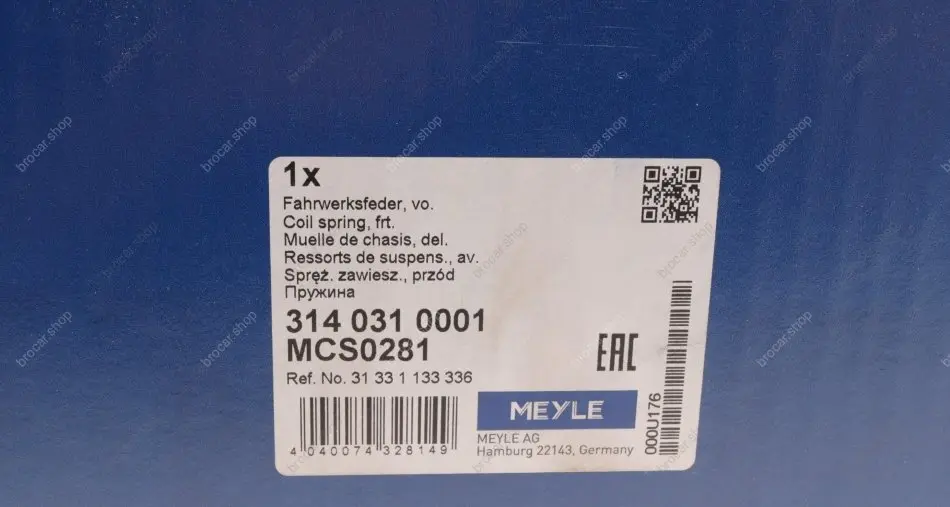 1x
Fahrwerksfeder, vo.
Coil spring, frt.
Muelle de chasis, del.
Ressorts de suspens., av.
Spręż. zawiesz., przód
Пружина
314 031 0001
MCS0281
Ref. No. 31 33 1 133 336
EAC
4 040074 328149
MEYLE
MEYLE AG
Hamburg 22143, Germany
000U176
brocar.shop